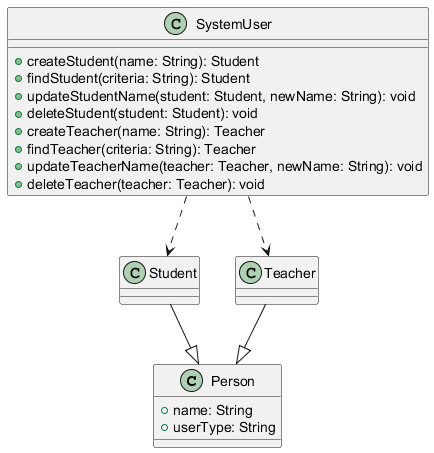 C SystemUser
createStudent(name: String): Student
findStudent(criteria: String): Student
updateStudentName(student: Student, newName: String): void
deleteStudent(student: Student): void
createTeacher(name: String): Teacher
findTeacher(criteria: String): Teacher
updateTeacherName(teacher: Teacher, newName: String): void
deleteTeacher(teacher: Teacher): void
C Student
C Teacher
C Person
name: String
userType: String